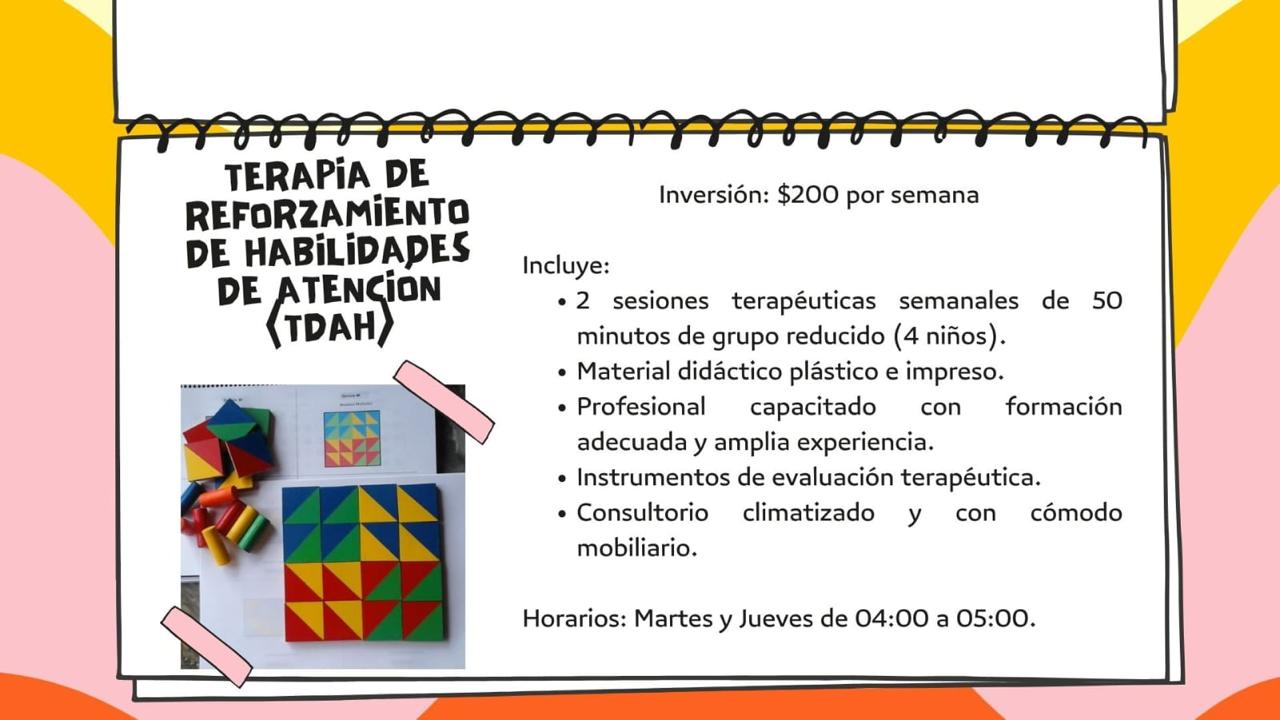 TERAPIA DE
REFORZAMIENTO
DE HABILIDADES
DE ATENCIÓN
(TDAH)
Inversión: $200 por semana
Incluye:
• 2 sesiones terapéuticas semanales de 50
minutos de grupo reducido (4 niños).
• Material didáctico plástico e impreso.
• Profesional capacitado con formación
adecuada y amplia experiencia.
• Instrumentos de evaluación terapéutica.
• Consultorio climatizado y con cómodo
mobiliario.
Horarios: Martes y Jueves de 04:00 a 05:00.